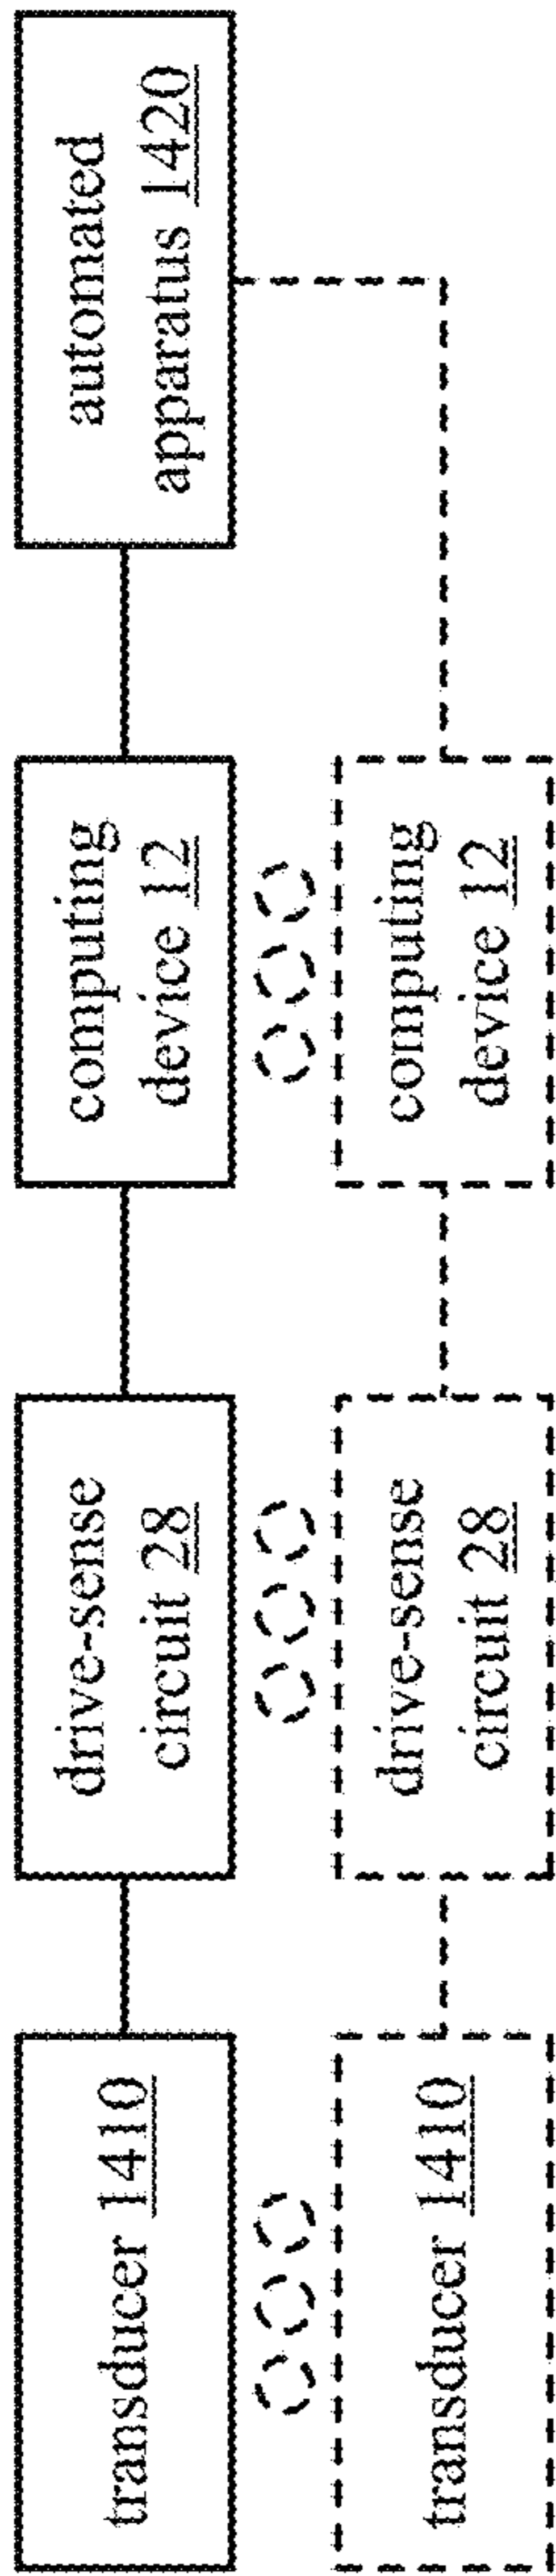 transducer 1410
drive-sense
circuit 28
computing
device 12
automated
apparatus 1420
transducer 1410
drive-sense
circuit 28
computing
device 12